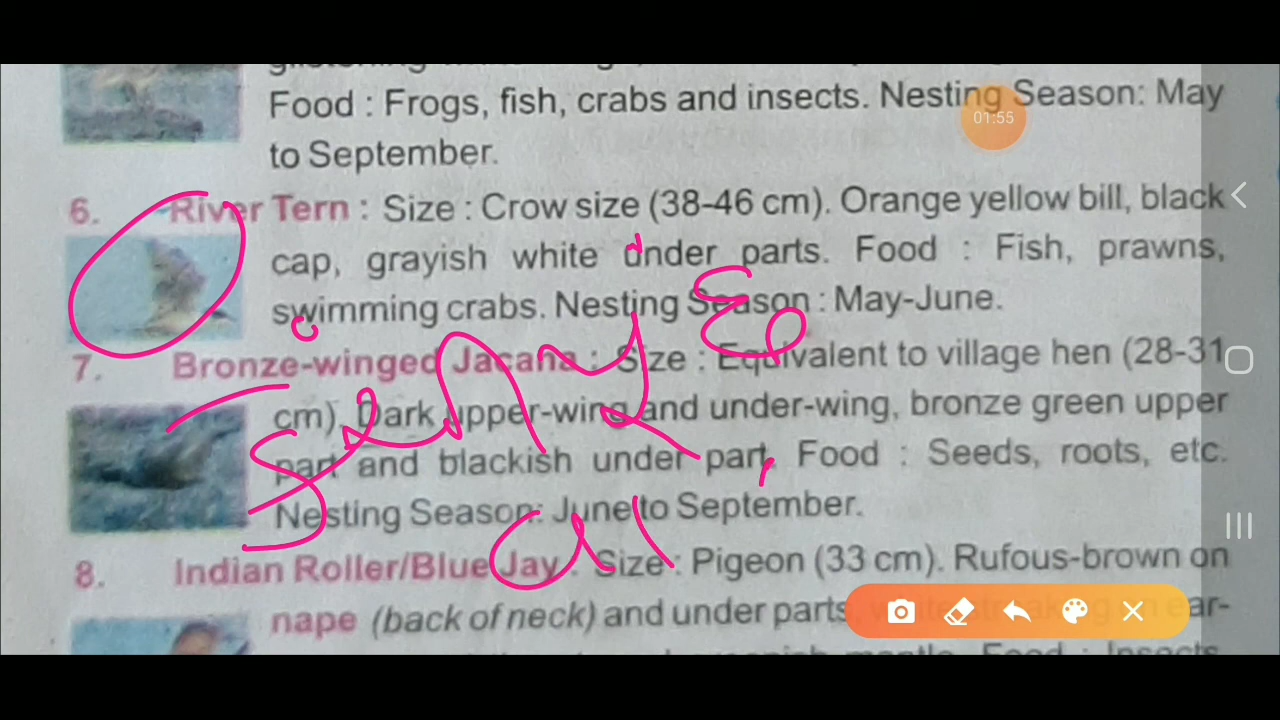 Food : Frogs, fish, crabs and insects. Nesting Season: May
to September.
6. River Tern : Size : Crow size (38-46 cm). Orange yellow bill, black
cap, grayish white under parts. Food : Fish, prawns,
swimming crabs. Nesting Season : May-June.
7. Bronze-winged Jacana : Size : Equivalent to village hen (28-31
cm). Dark upper-wing and under-wing, bronze green upper
part and blackish under part. Food : Seeds, roots, etc.
Nesting Season: June to September.
8. Indian Roller/Blue Jay : Size : Pigeon (33 cm). Rufous-brown on
nape (back of neck) and under parts, ear-
01:55